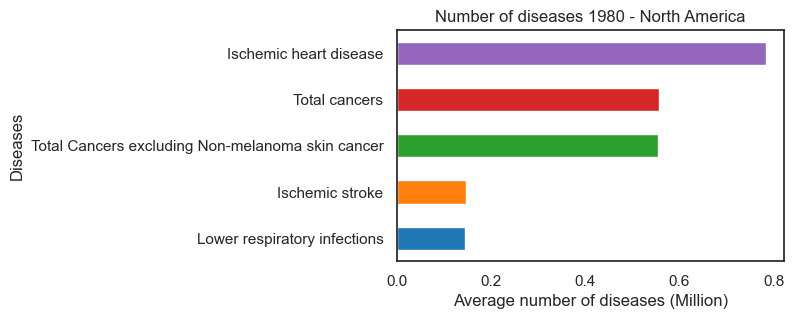 Number of diseases 1980 - North America
Diseases
Ischemic heart disease
Total cancers
Total Cancers excluding Non-melanoma skin cancer
Ischemic stroke
Lower respiratory infections
0.0 0.2 0.4 0.6 0.8
Average number of diseases (Million)